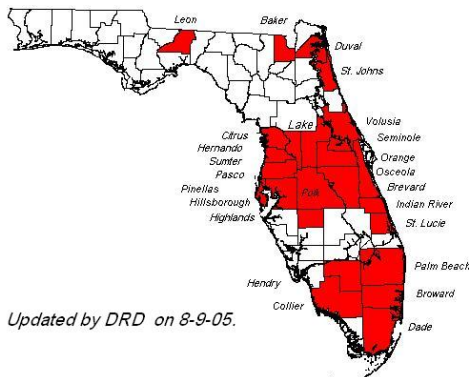 Leon
Baker
Duval
St. Johns
Lake
Volusia
Citrus
Seminole
Hernando
Orange
Sumter
Osceola
Pasco
Brevard
Polk
Pinellas
Indian River
Hillsborough
Highlands
St. Lucie
Palm Beach
Hendry
Broward
Collier
Dade
Updated by DRD on 8-9-05.